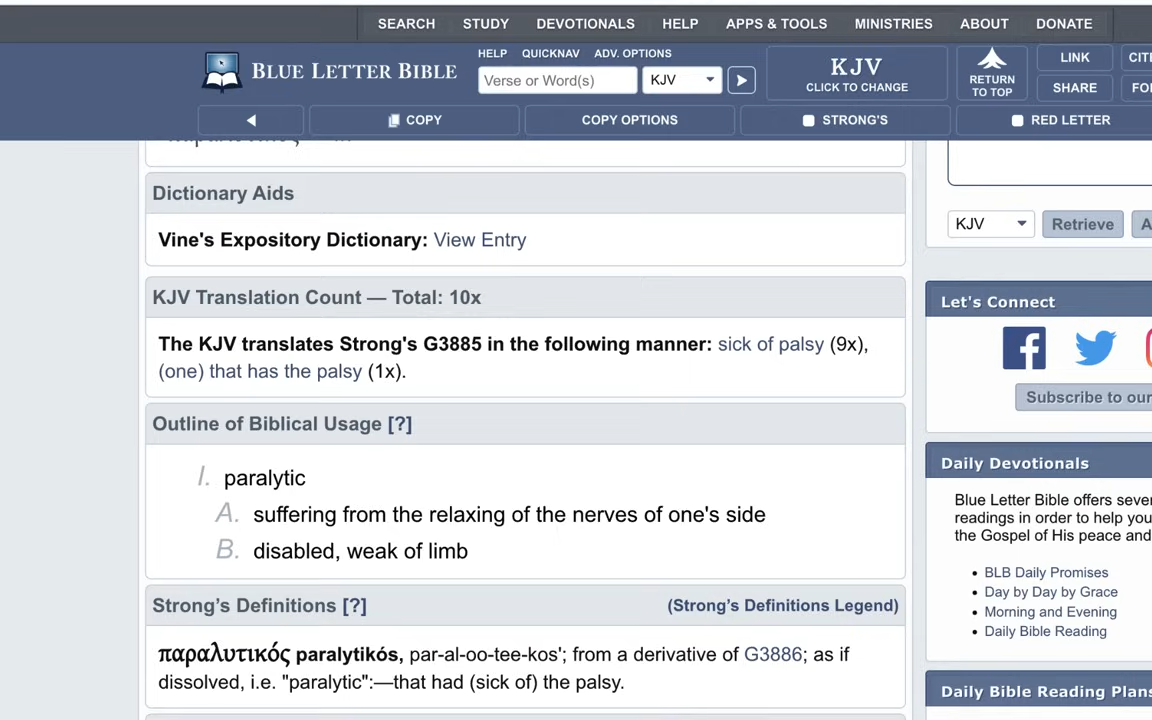 SEARCH STUDY DEVOTIONALS HELP APPS & TOOLS MINISTRIES ABOUT DONATE
HELP QUICKNAV ADV. OPTIONS
BLUE LETTER BIBLE
Verse or Word(s)
KJV
KJV
CLICK TO CHANGE
RETURN
TO TOP
LINK
SHARE
COPY
COPY OPTIONS
STRONG'S
RED LETTER
Dictionary Aids
Vine's Expository Dictionary: View Entry
KJV Translation Count — Total: 10x
The KJV translates Strong's G3885 in the following manner: sick of palsy (9x),
(one) that has the palsy (1x).
Outline of Biblical Usage [?]
I. paralytic
A. suffering from the relaxing of the nerves of one's side
B. disabled, weak of limb
Strong’s Definitions [?] (Strong’s Definitions Legend)
παραλυτικός paralytikós, par-al-oo-tee-kos'; from a derivative of G3886; as if
dissolved, i.e. "paralytic":—that had (sick of) the palsy.
KJV
Retrieve
Let's Connect
Subscribe to our
Daily Devotionals
Blue Letter Bible offers
readings in order to help you
the Gospel of His peace and
• BLB Daily Promises
• Day by Day by Grace
• Morning and Evening
• Daily Bible Reading
Daily Bible Reading Plans